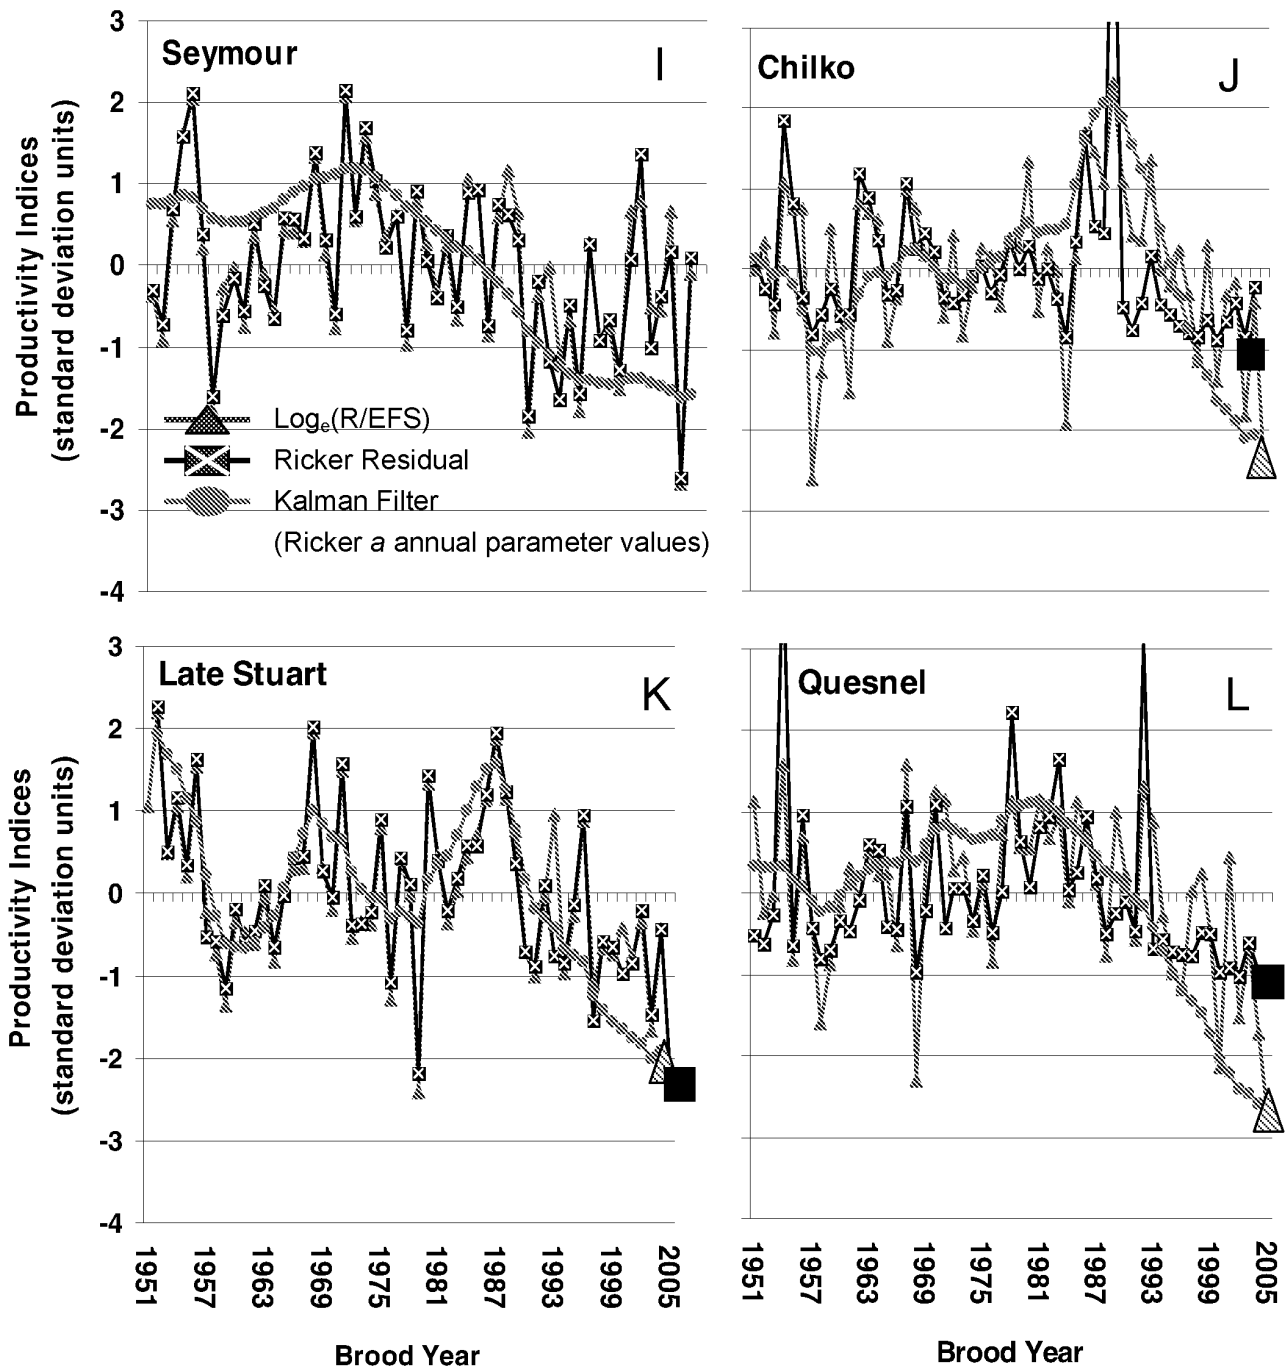 Seymour
I
Chilko
J
3
2
1
0
-1
-2
-3
-4
Productivity Indices
(standard deviation units)
Logₑ(R/EFS)
Ricker Residual
Kalman Filter
(Ricker a annual parameter values)
Late Stuart
K
Quesnel
L
3
2
1
0
-1
-2
-3
-4
Productivity Indices
(standard deviation units)
1951
1957
1963
1969
1975
1981
1987
1993
1999
2005
1951
1957
1963
1969
1975
1981
1987
1993
1999
2005
Brood Year
Brood Year